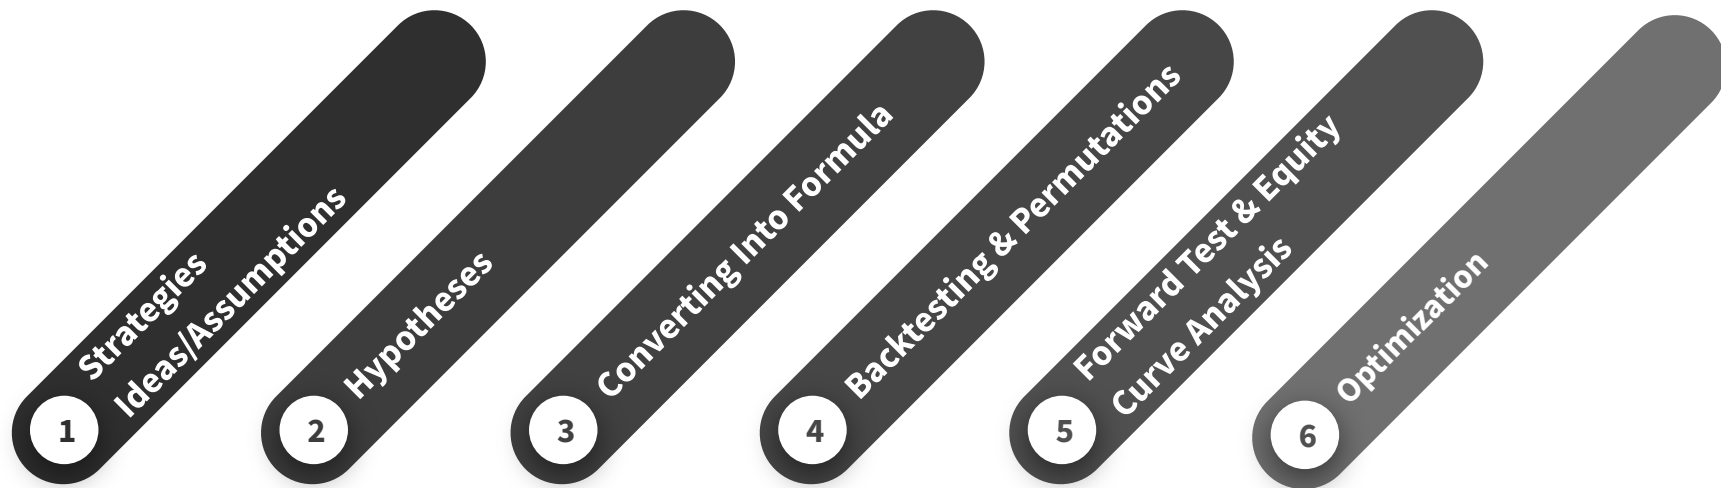 1
Strategies
Ideas/Assumptions
2
Hypotheses
3
Converting Into Formula
4
Backtesting & Permutations
5
Forward Test & Equity
Curve Analysis
6
Optimization